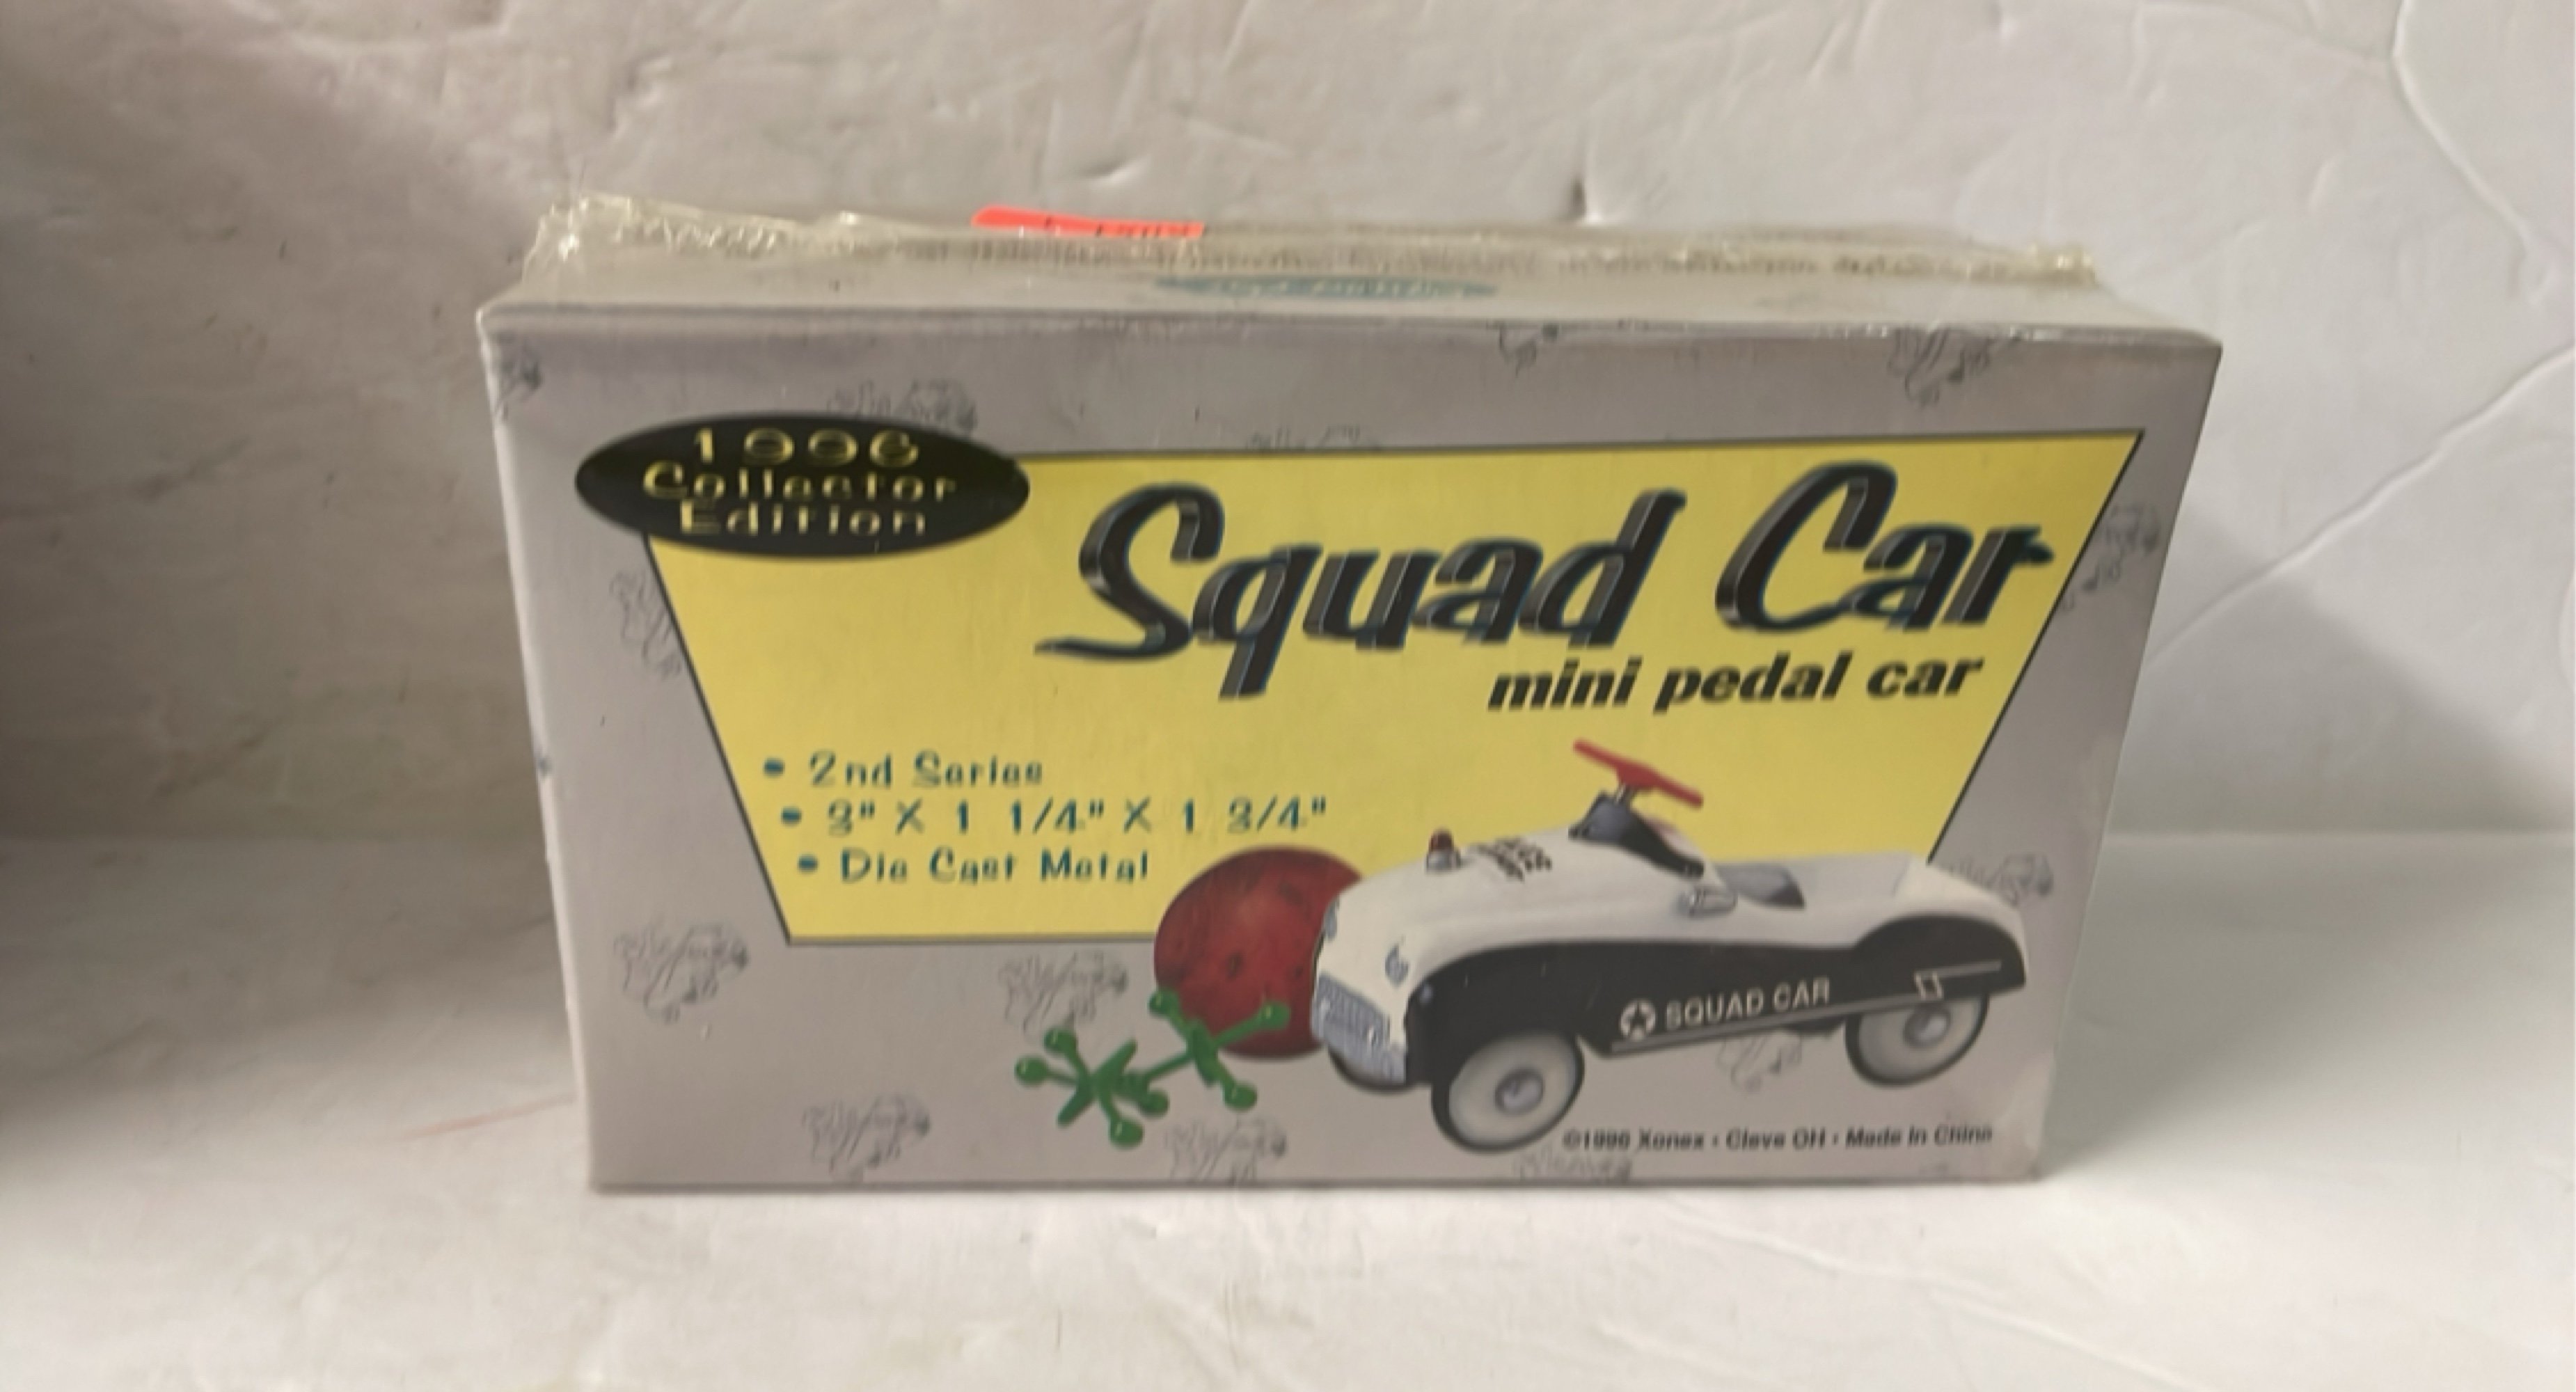 1996
Collector
Edition
Squad Car
mini pedal car
• 2nd Series
• 3" X 1 1/4" X 1 3/4"
• Die Cast Metal
SQUAD CAR
©1996 Xonex • Cleve OH • Made in China